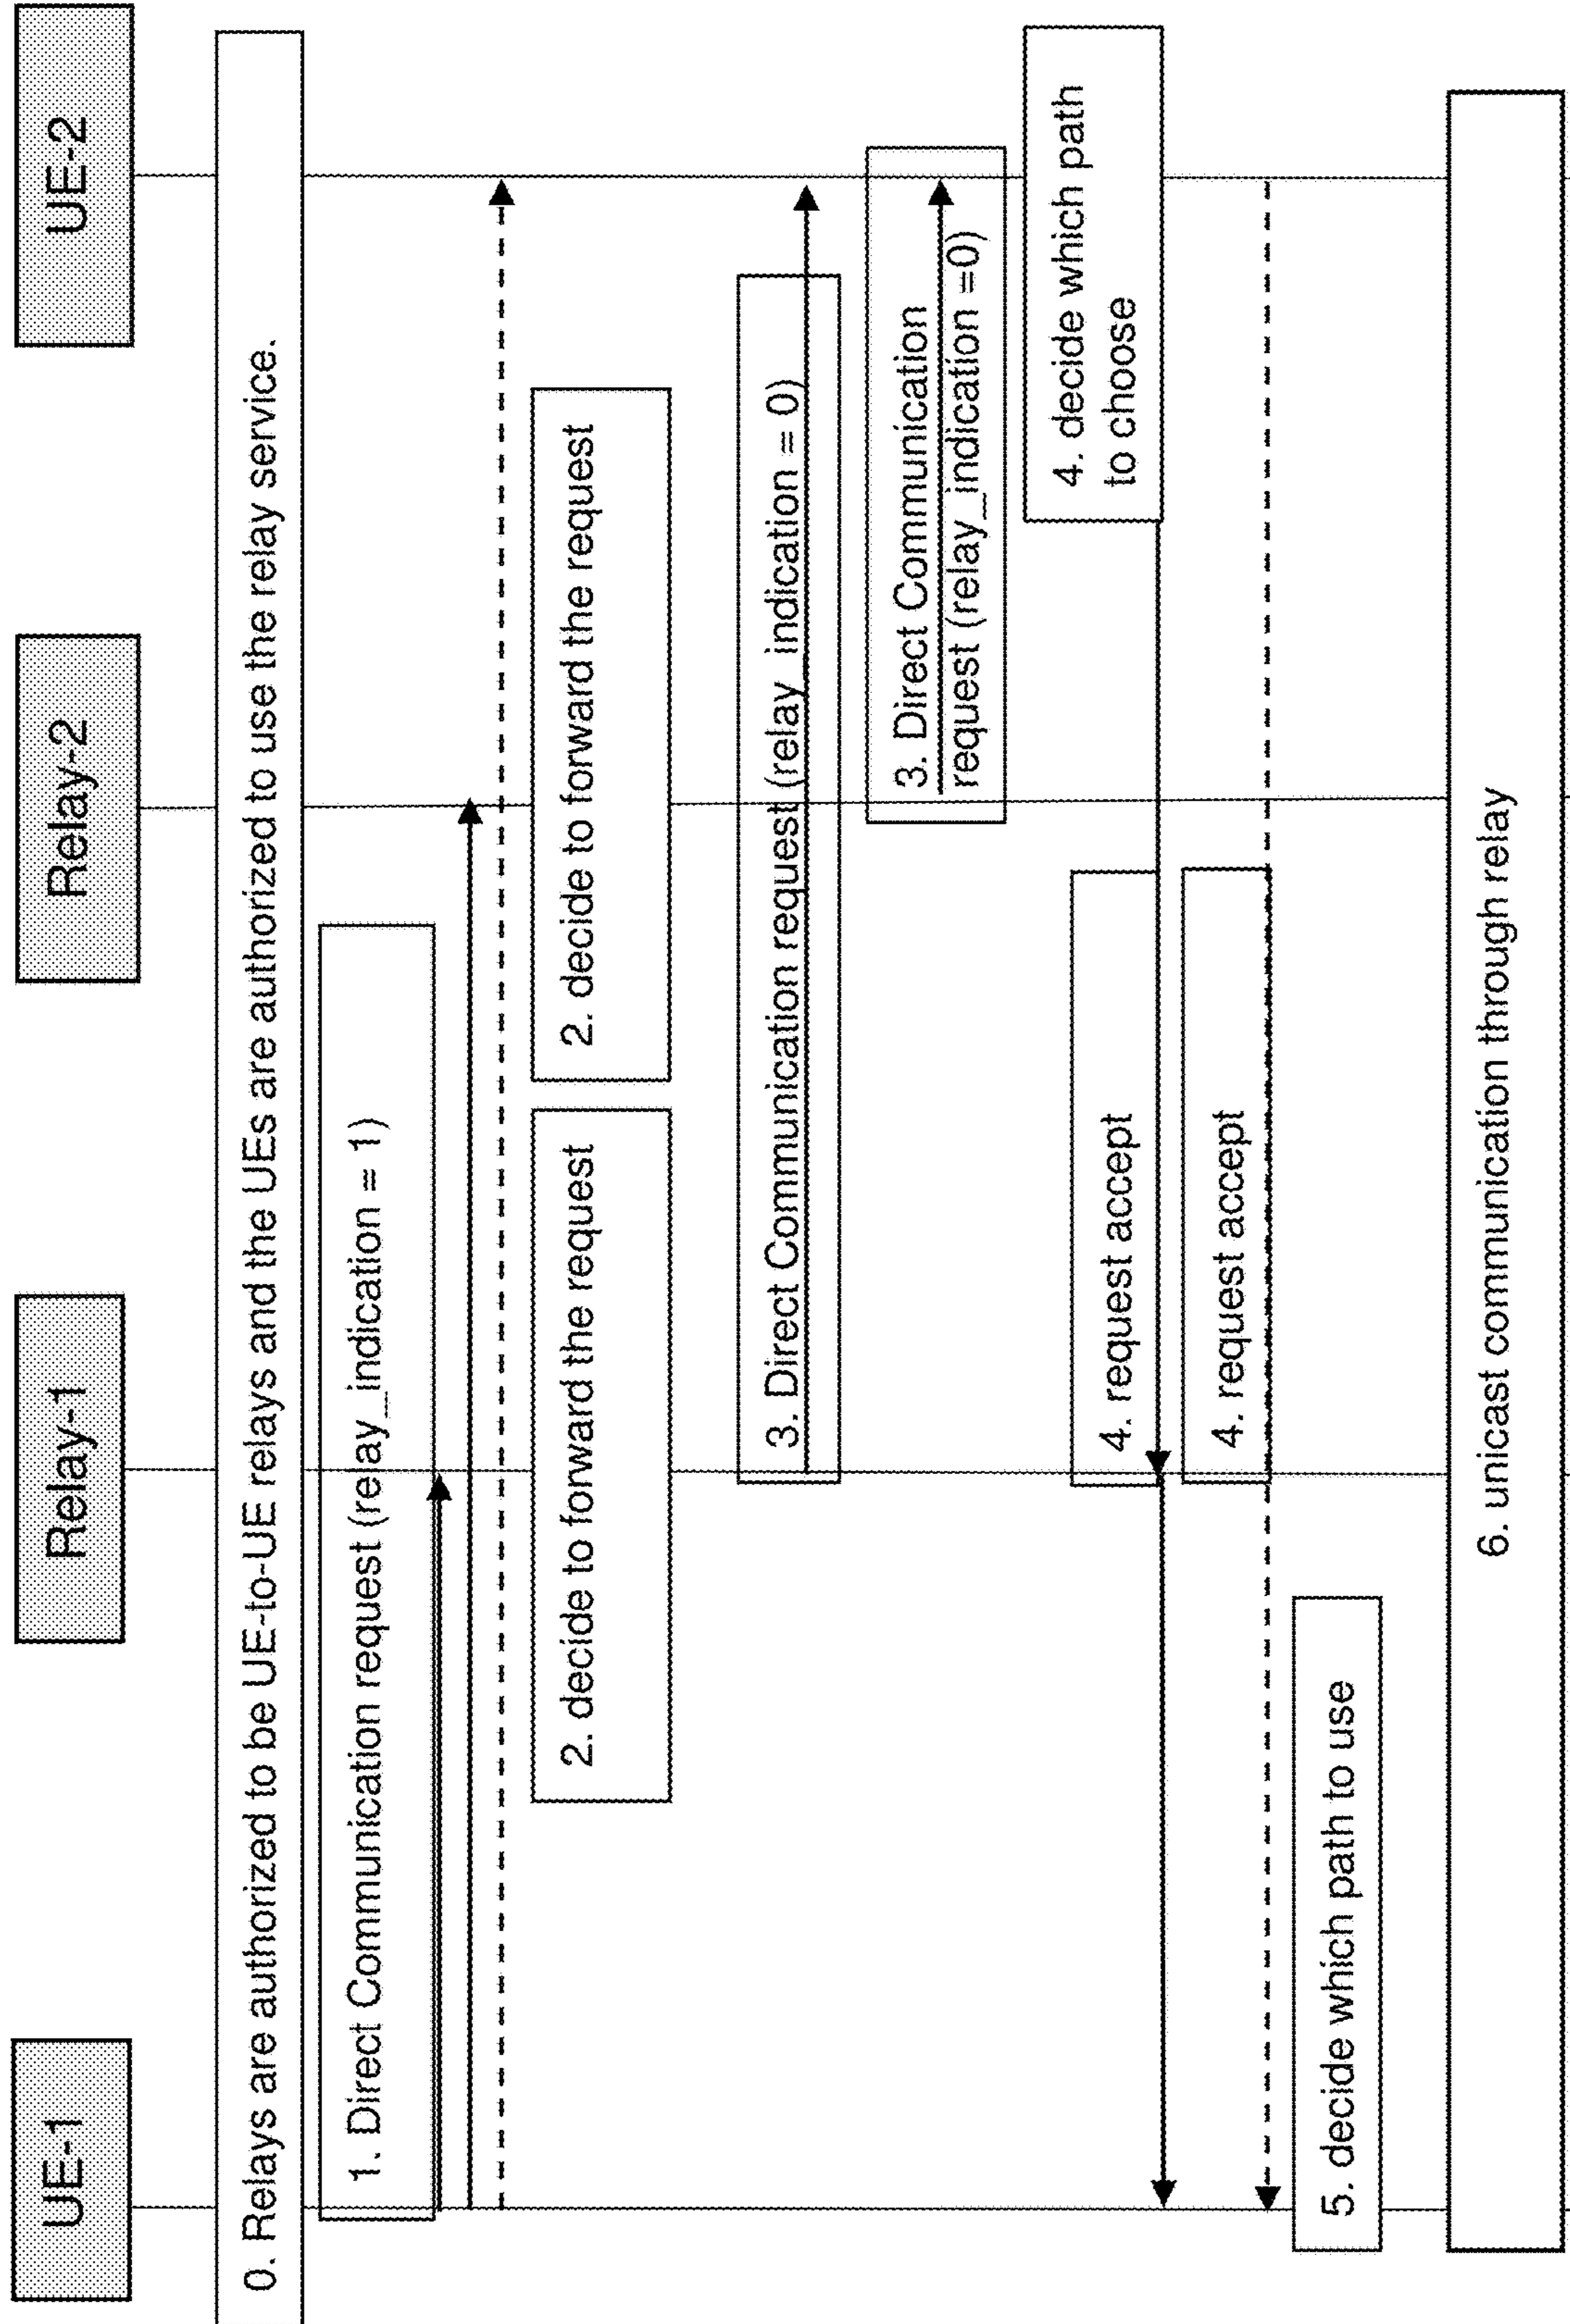 UE-1
Relay-1
Relay-2
UE-2
0. Relays are authorized to be UE-to-UE relays and the UEs are authorized to use the relay service.
1. Direct Communication request (relay_indication = 1)
2. decide to forward the request
2. decide to forward the request
3. Direct Communication request (relay_indication = 0)
3. Direct Communication
request (relay_indication =0)
4. decide which path
to choose
4. request accept
4. request accept
5. decide which path to use
6. unicast communication through relay